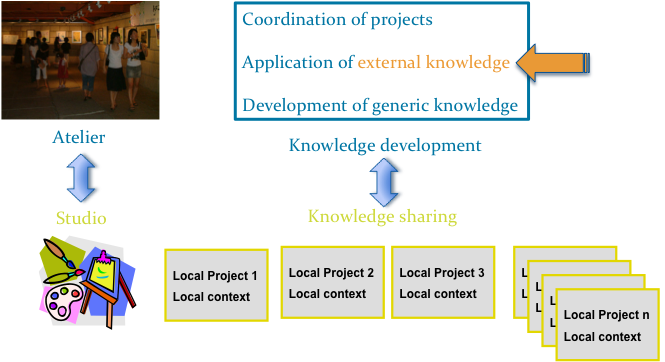 Coordination of projects
Application of external knowledge
Development of generic knowledge
Atelier
Knowledge development
Studio
Knowledge sharing
Local Project 1
Local context
Local Project 2
Local context
Local Project 3
Local context
Local Project n
Local context